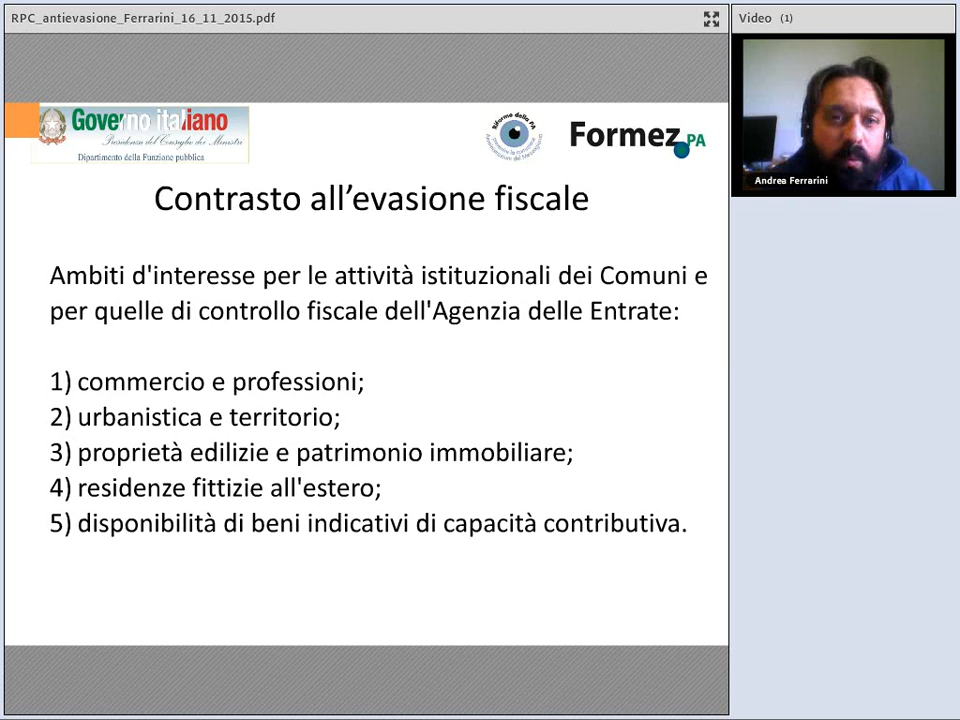 RPC_antievasione_Ferrarini_16_11_2015.pdf
Video (1)
Governo italiano
Presidenza del Consiglio dei Ministri
Dipartimento della Funzione pubblica
Riforme della PA
Formez PA
Andrea Ferrarini
Contrasto all’evasione fiscale
Ambiti d'interesse per le attività istituzionali dei Comuni e
per quelle di controllo fiscale dell'Agenzia delle Entrate:
1) commercio e professioni;
2) urbanistica e territorio;
3) proprietà edilizie e patrimonio immobiliare;
4) residenze fittizie all'estero;
5) disponibilità di beni indicativi di capacità contributiva.